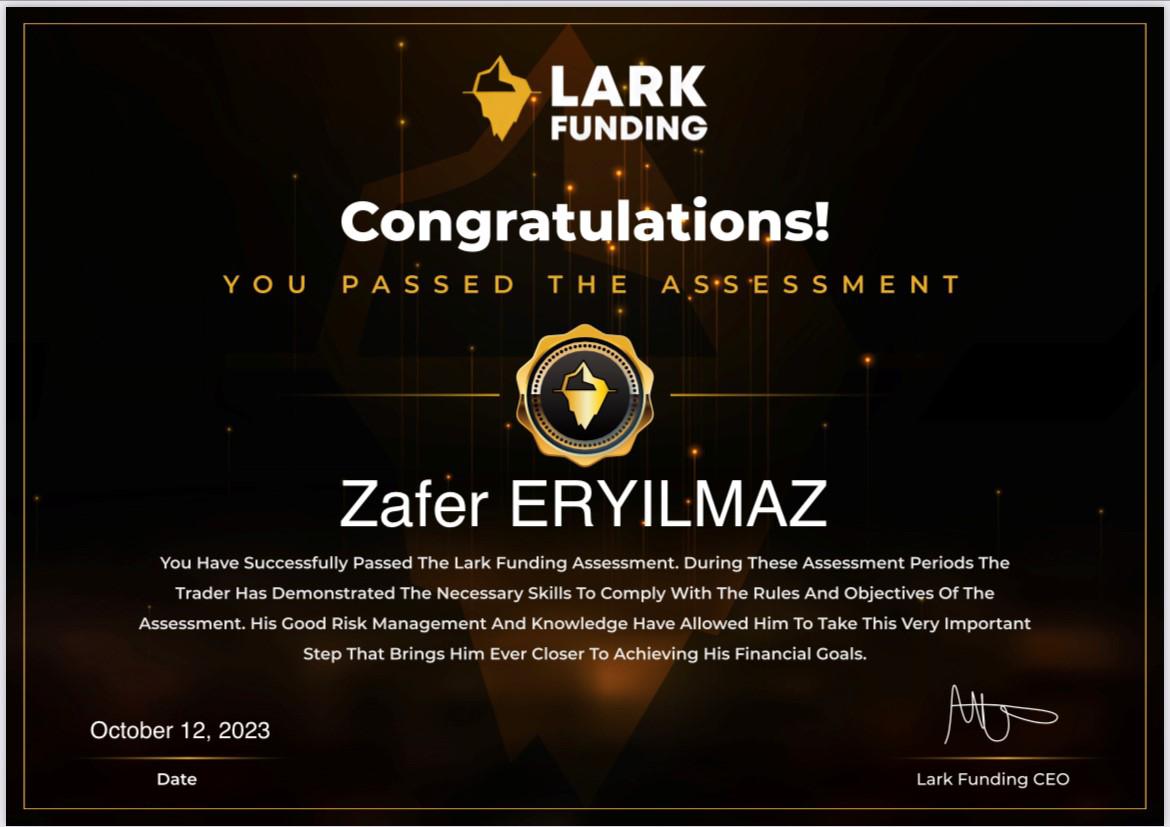 LARK
FUNDING
Congratulations!
YOU PASSED THE ASSESSMENT
Zafer ERYILMAZ
You Have Successfully Passed The Lark Funding Assessment. During These Assessment Periods The
Trader Has Demonstrated The Necessary Skills To Comply With The Rules And Objectives Of The
Assessment. His Good Risk Management And Knowledge Have Allowed Him To Take This Very Important
Step That Brings Him Ever Closer To Achieving His Financial Goals.
October 12, 2023
Date
Lark Funding CEO